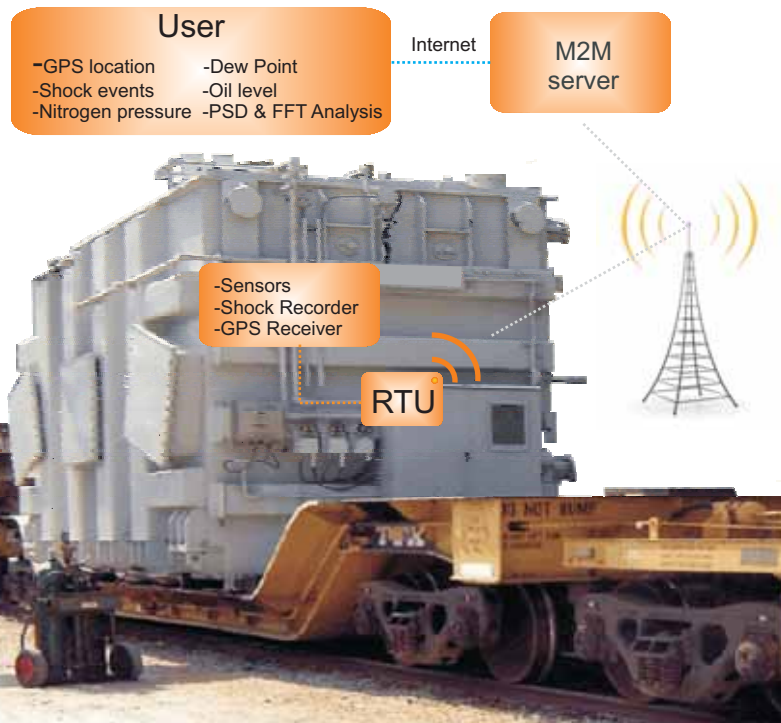 User
-GPS location
-Shock events
-Nitrogen pressure
-Dew Point
-Oil level
-PSD & FFT Analysis
Internet
M2M
server
-Sensors
-Shock Recorder
-GPS Receiver
RTU
DO NOT HUMP